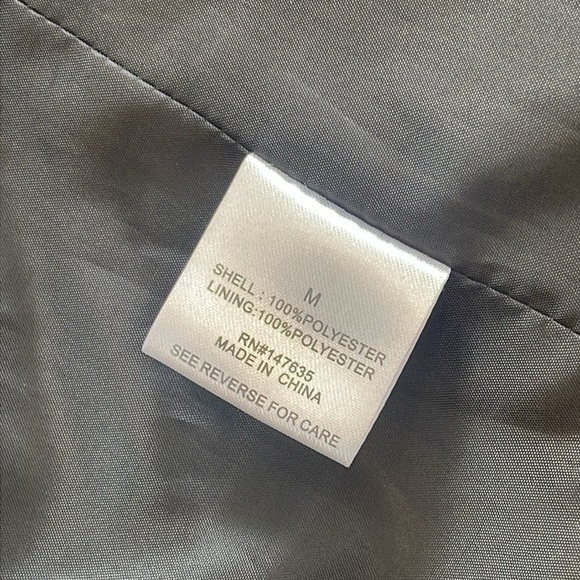 M
SHELL : 100%POLYESTER
LINING:100%POLYESTER
RN#147635
MADE IN CHINA
SEE REVERSE FOR CARE